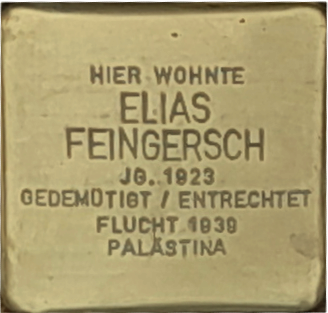 HIER WOHNTE
ELIAS
FEINGERSCH
JG. 1923
GEDEMÜTIGT / ENTRECHTET
FLUCHT 1939
PALÄSTINA